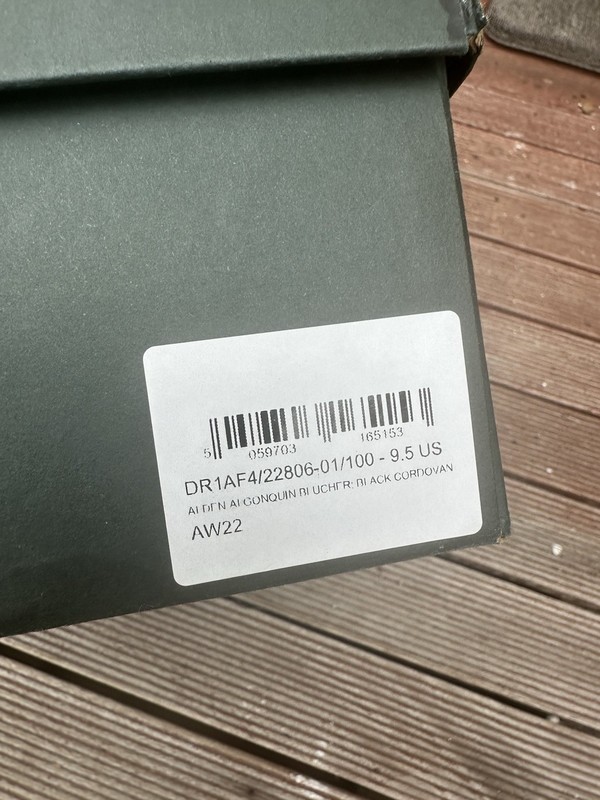 5 059703 165153
DR1AF4/22806-01/100 - 9.5 US
ALDEN ALGONQUIN BLUCHER: BLACK CORDOVAN
AW22